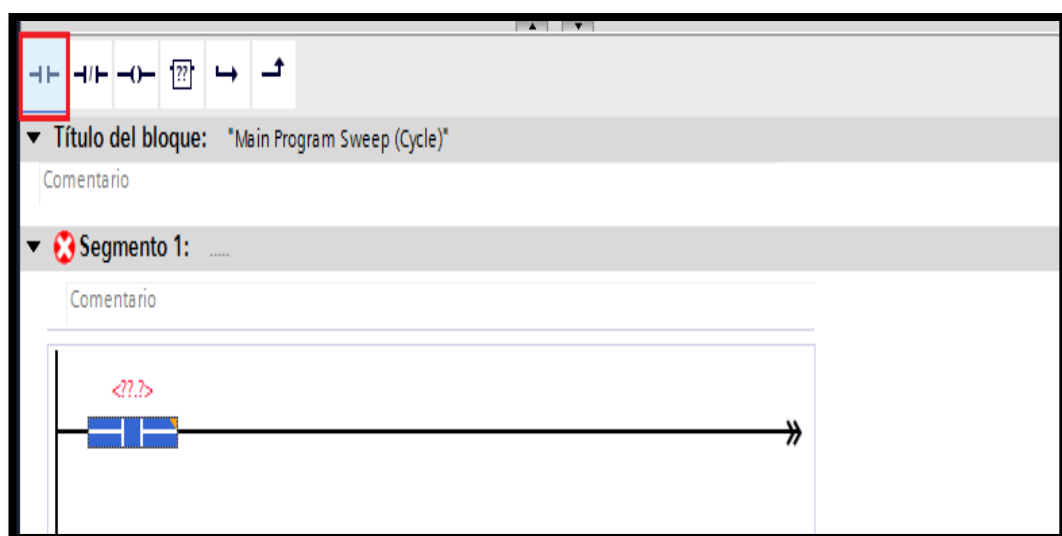 ??
Título del bloque: "Main Program Sweep (Cycle)"
Comentario
Segmento 1: .....
Comentario
<??.?>